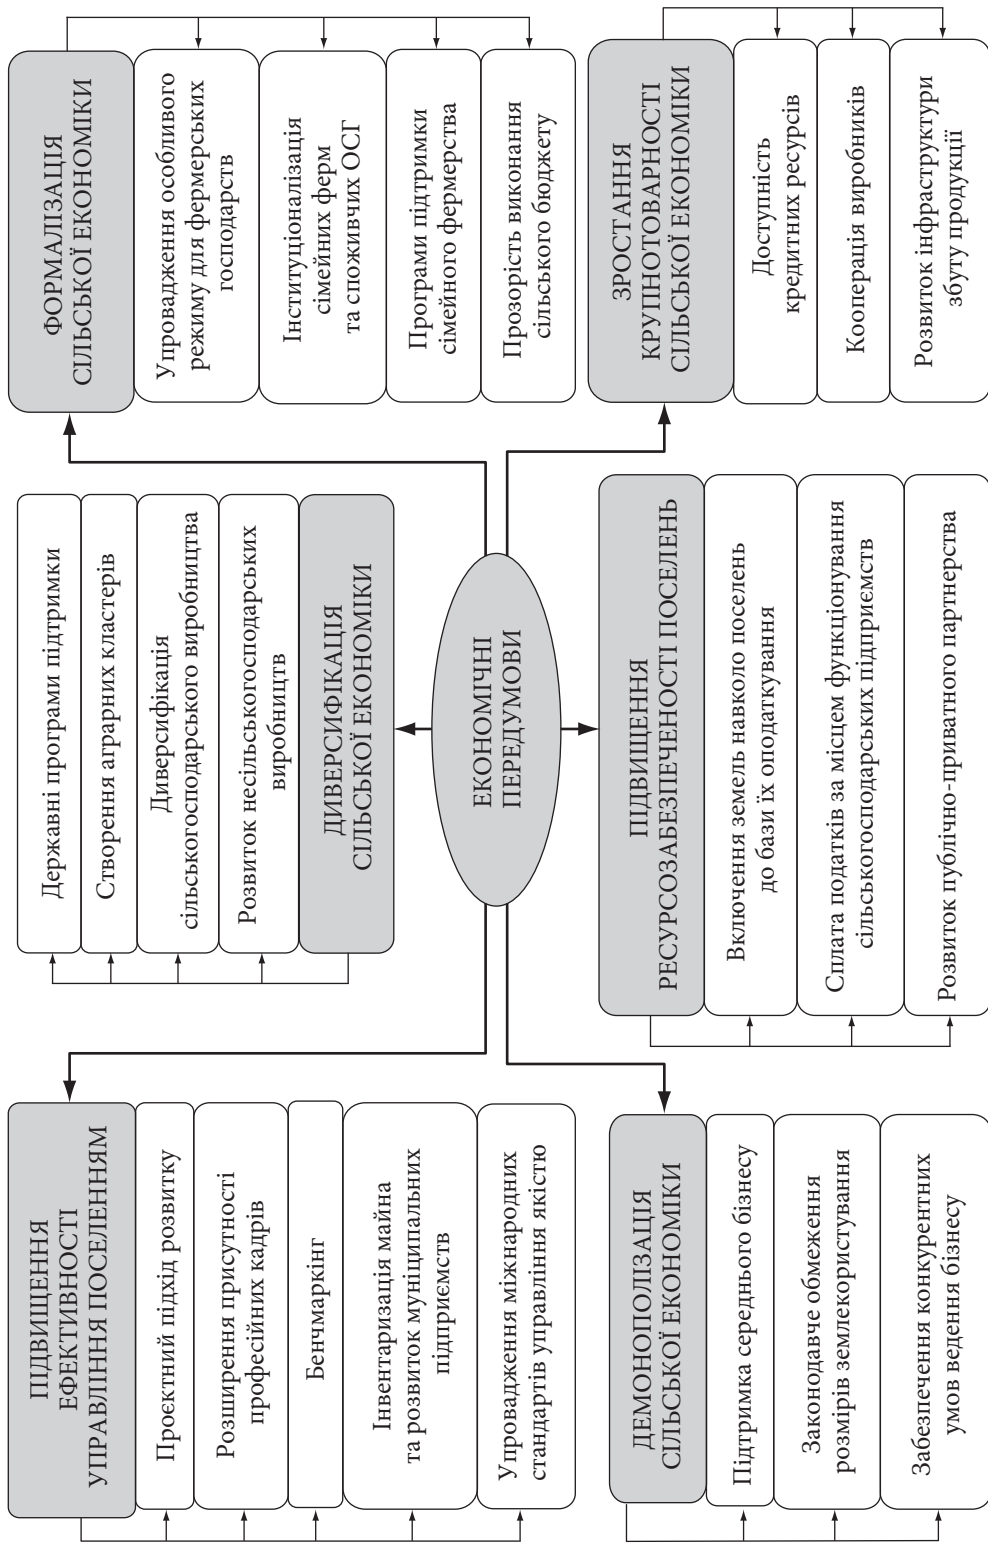 ПІДВИЩЕННЯ
ЕФЕКТИВНОСТІ
УПРАВЛІННЯ ПОСЕЛЕННЯМ
Проєктний підхід розвитку
Розширення присутності
професійних кадрів
Бенчмаркінг
Інвентаризація майна
та розвиток муніципальних
підприємств
Упровадження міжнародних
стандартів управління якістю
Державні програми підтримки
Створення аграрних кластерів
Диверсифікація
сільськогосподарського виробництва
Розвиток несільськогосподарських
виробництв
ДИВЕРСИФІКАЦІЯ
СІЛЬСЬКОЇ ЕКОНОМІКИ
ФОРМАЛІЗАЦІЯ
СІЛЬСЬКОЇ ЕКОНОМІКИ
Упровадження особливого
режиму для фермерських
господарств
Інституціоналізація
сімейних ферм
та споживчих ОСГ
Програми підтримки
сімейного фермерства
Прозорість виконання
сільського бюджету
ЕКОНОМІЧНІ
ПЕРЕДУМОВИ
ДЕМОНОПОЛІЗАЦІЯ
СІЛЬСЬКОЇ ЕКОНОМІКИ
Підтримка середнього бізнесу
Законодавче обмеження
розмірів землекористування
Забезпечення конкурентних
умов ведення бізнесу
ПІДВИЩЕННЯ
РЕСУРСОЗАБЕЗПЕЧЕНОСТІ ПОСЕЛЕНЬ
Включення земель навколо поселень
до бази їх оподаткування
Сплата податків за місцем функціонування
сільськогосподарських підприємств
Розвиток публічно-приватного партнерства
ЗРОСТАННЯ
КРУПНОТОВАРНОСТІ
СІЛЬСЬКОЇ ЕКОНОМІКИ
Доступність
кредитних ресурсів
Кооперація виробників
Розвиток інфраструктури
збуту продукції